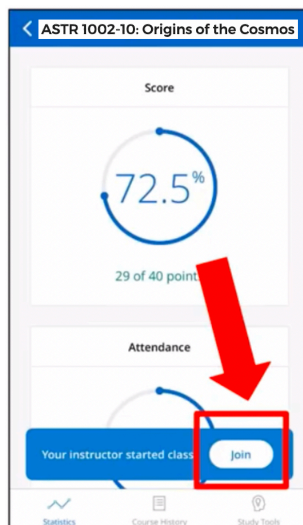 ASTR 1002-10: Origins of the Cosmos
Score
72.5%
29 of 40 point
Attendance
Your instructor started class
Join
Statistics
Course History
Study Tools